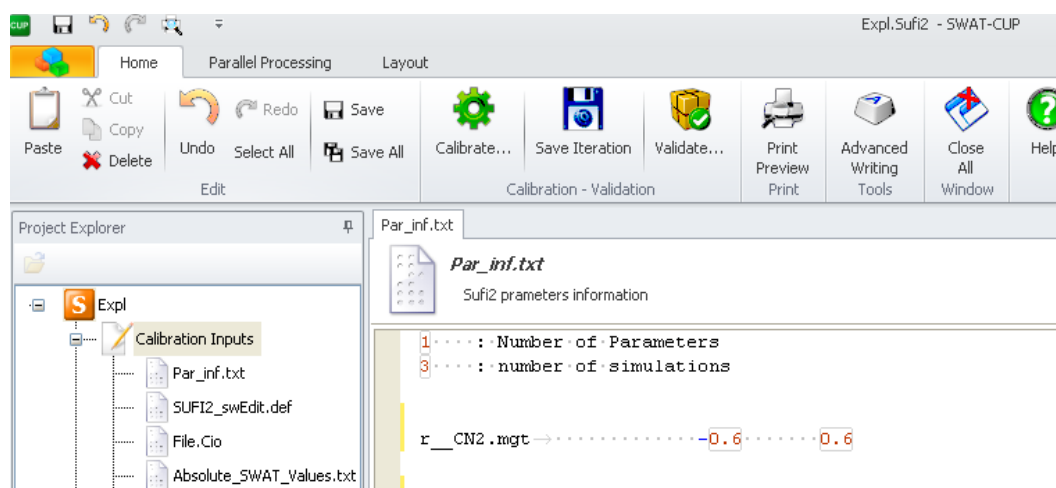 CUP
Expl.Sufi2 - SWAT-CUP
Home Parallel Processing Layout
Paste Cut Copy Delete Undo Redo Select All Save Save All
Calibrate... Save Iteration Validate... Print Preview Advanced Writing Close All Help
Edit Calibration - Validation Print Tools Window
Project Explorer
Par_inf.txt
Par_inf.txt
Sufi2 prameters information
S Expl
Calibration Inputs
Par_inf.txt
SUFI2_swEdit.def
File.Cio
Absolute_SWAT_Values.txt
1 : Number of Parameters
3 : number of simulations
r__CN2.mgt -0.6 0.6